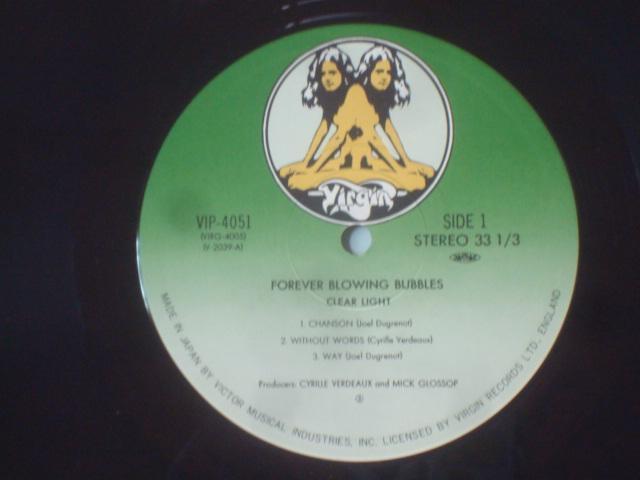 Virgin
VIP-4051
(VIRQ-4005)
(V-2039-A)
SIDE 1
STEREO 33 1/3
FOREVER BLOWING BUBBLES
CLEAR LIGHT
1. CHANSON (Joel Dugrenot)
2. WITHOUT WORDS (Cyrille Verdeaux)
3. WAY (Joel Dugrenot)
Producers: CYRILLE VERDEAUX and MICK GLOSSOP
MADE IN JAPAN BY VICTOR MUSICAL INDUSTRIES, INC. LICENSED BY VIRGIN RECORDS LTD., ENGLAND